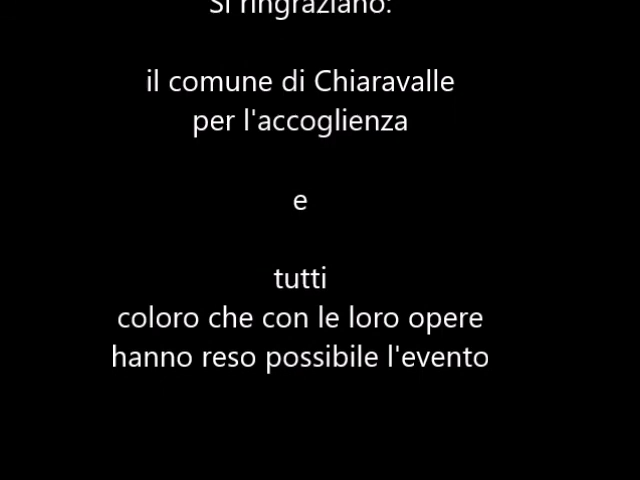 Si ringraziano:
il comune di Chiaravalle
per l'accoglienza
e
tutti
coloro che con le loro opere
hanno reso possibile l'evento